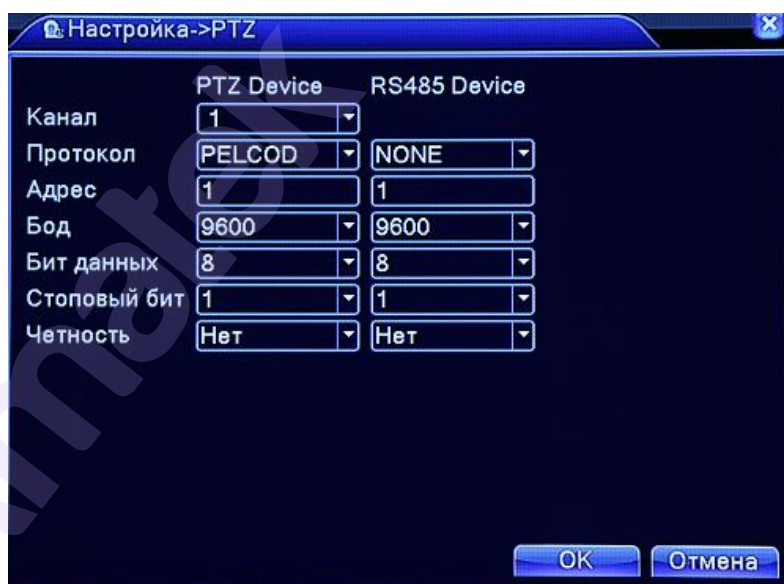 Настройка->PTZ
PTZ Device RS485 Device
Канал 1
Протокол PELCOD NONE
Адрес 1 1
Бод 9600 9600
Бит данных 8 8
Стоповый бит 1 1
Четность Нет Нет
OK Отмена